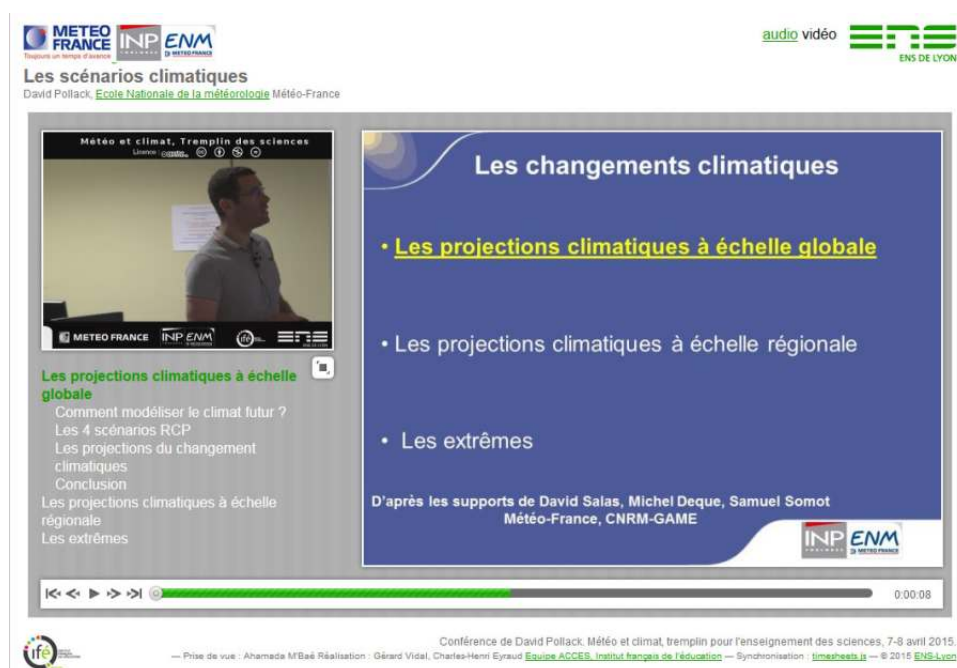 METEO FRANCE
Toujours un temps d'avance
INP ENM
TOULOUSE
METEO FRANCE
audio vidéo
ENS DE LYON
Les scénarios climatiques
David Pollack, Ecole Nationale de la météorologie Météo-France
Météo et climat, Tremplin des sciences
Licence :
METEO FRANCE INP ENM ifé
Les projections climatiques à échelle
globale
Comment modéliser le climat futur ?
Les 4 scénarios RCP
Les projections du changement
climatiques
Conclusion
Les projections climatiques à échelle
régionale
Les extrêmes
Les changements climatiques
• Les projections climatiques à échelle globale
• Les projections climatiques à échelle régionale
• Les extrêmes
D'après les supports de David Salas, Michel Deque, Samuel Somot
Météo-France, CNRM-GAME
INP ENM
METEO FRANCE
0:00:08
ifé
Conférence de David Pollack. Météo et climat, tremplin pour l'enseignement des sciences, 7-8 avril 2015.
— Prise de vue : Ahamada M'Baé Réalisation : Gérard Vidal, Charles-Henri Eyraud Equipe ACCES, Institut français de l'éducation — Synchronisation : timesheets.js — © 2015 ENS-Lyon